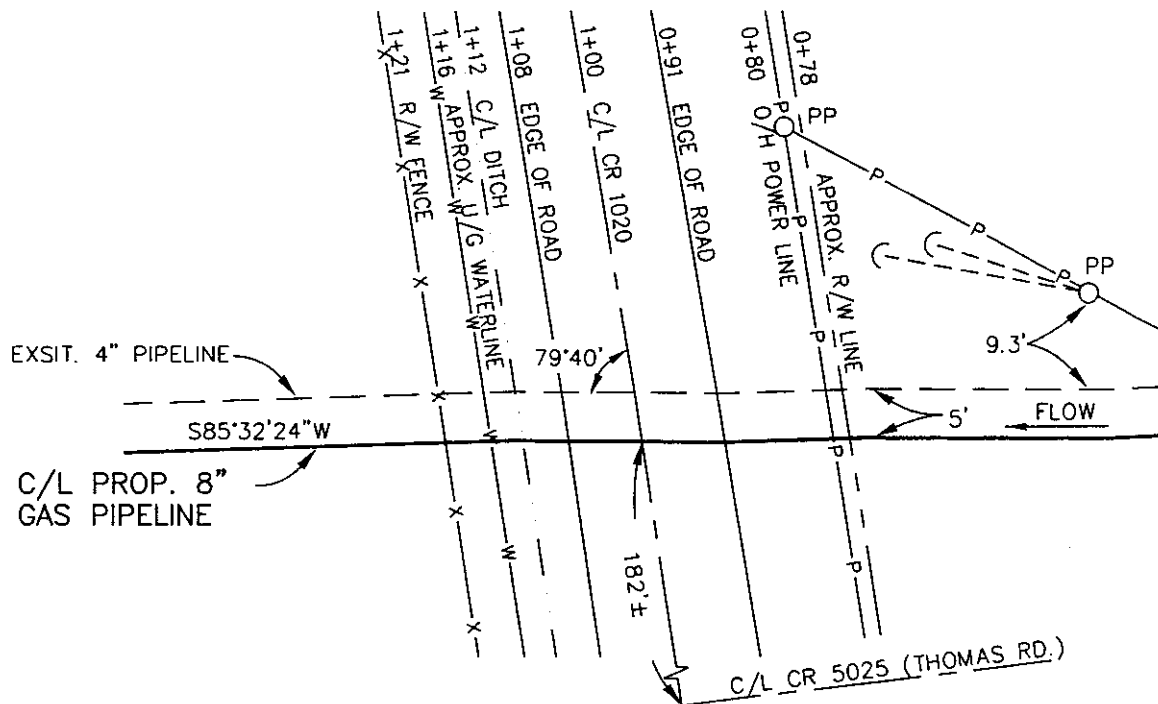 1+21 R/W FENCE
1+16 APPROX. U/G WATERLINE
1+12 C/L DITCH
1+08 EDGE OF ROAD
1+00 C/L CR 1020
0+91 EDGE OF ROAD
0+80 O/H POWER LINE
0+78 APPROX. R/W LINE
PP
PP
EXSIT. 4" PIPELINE
79°40'
9.3'
5'
FLOW
S85°32'24"W
C/L PROP. 8"
GAS PIPELINE
182'±
C/L CR 5025 (THOMAS RD.)
X
X
X
X
X
X
X
W
W
W
W
W
P
P
P
P
P
P
P
P